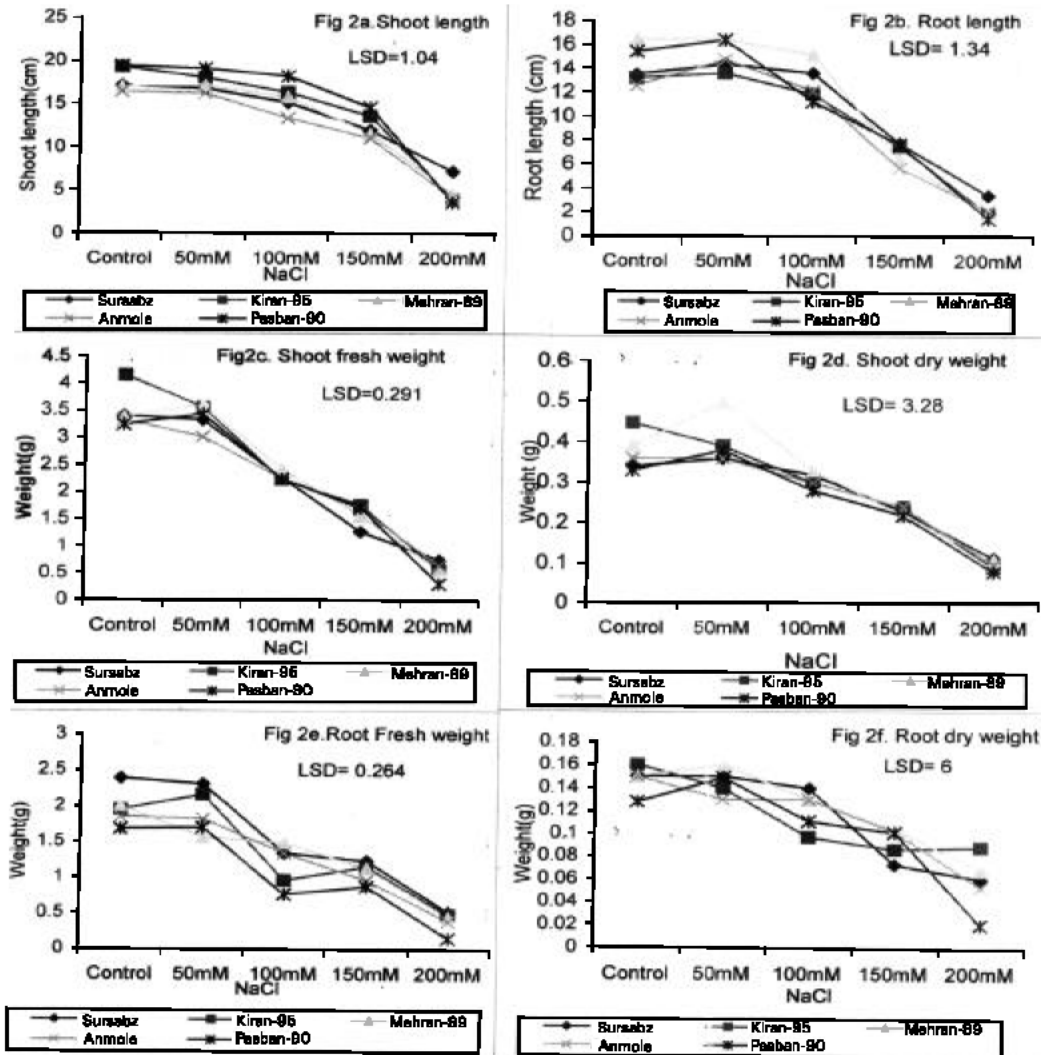 Fig 2a.Shoot length
LSD=1.04
Shoot length(cm)
25
20
15
10
5
0
Control 50mM 100mM 150mM 200mM
NaCl
Sursabz Kiran-95 Mehran-89
Anmole Pasban-90
Fig 2b. Root length
LSD= 1.34
Root length (cm)
18
16
14
12
10
8
6
4
2
0
Control 50mM 100mM 150mM 200mM
NaCl
Sursabz Kiran-95 Mehran-89
Anmole Pasban-90
Fig2c. Shoot fresh weight
LSD=0.291
Weight(g)
4.5
4
3.5
3
2.5
2
1.5
1
0.5
0
Control 50mM 100mM 150mM 200mM
NaCl
Sursabz Kiran-95 Mehran-89
Anmole Pasban-90
Fig 2d. Shoot dry weight
LSD= 3.28
Weight (g)
0.6
0.5
0.4
0.3
0.2
0.1
0
Control 50mM 100mM 150mM 200mM
NaCl
Sursabz Kiran-95 Mehran-89
Anmole Pasban-90
Fig 2e.Root Fresh weight
LSD= 0.264
Weight(g)
3
2.5
2
1.5
1
0.5
0
Control 50mM 100mM 150mM 200mM
NaCl
Sursabz Kiran-95 Mehran-89
Anmole Pasban-90
Fig 2f. Root dry weight
LSD= 6
Weight(g)
0.18
0.16
0.14
0.12
0.1
0.08
0.06
0.04
0.02
0
Control 50mM 100mM 150mM 200mM
NaCl
Sursabz Kiran-95 Mehran-89
Anmole Pasban-90